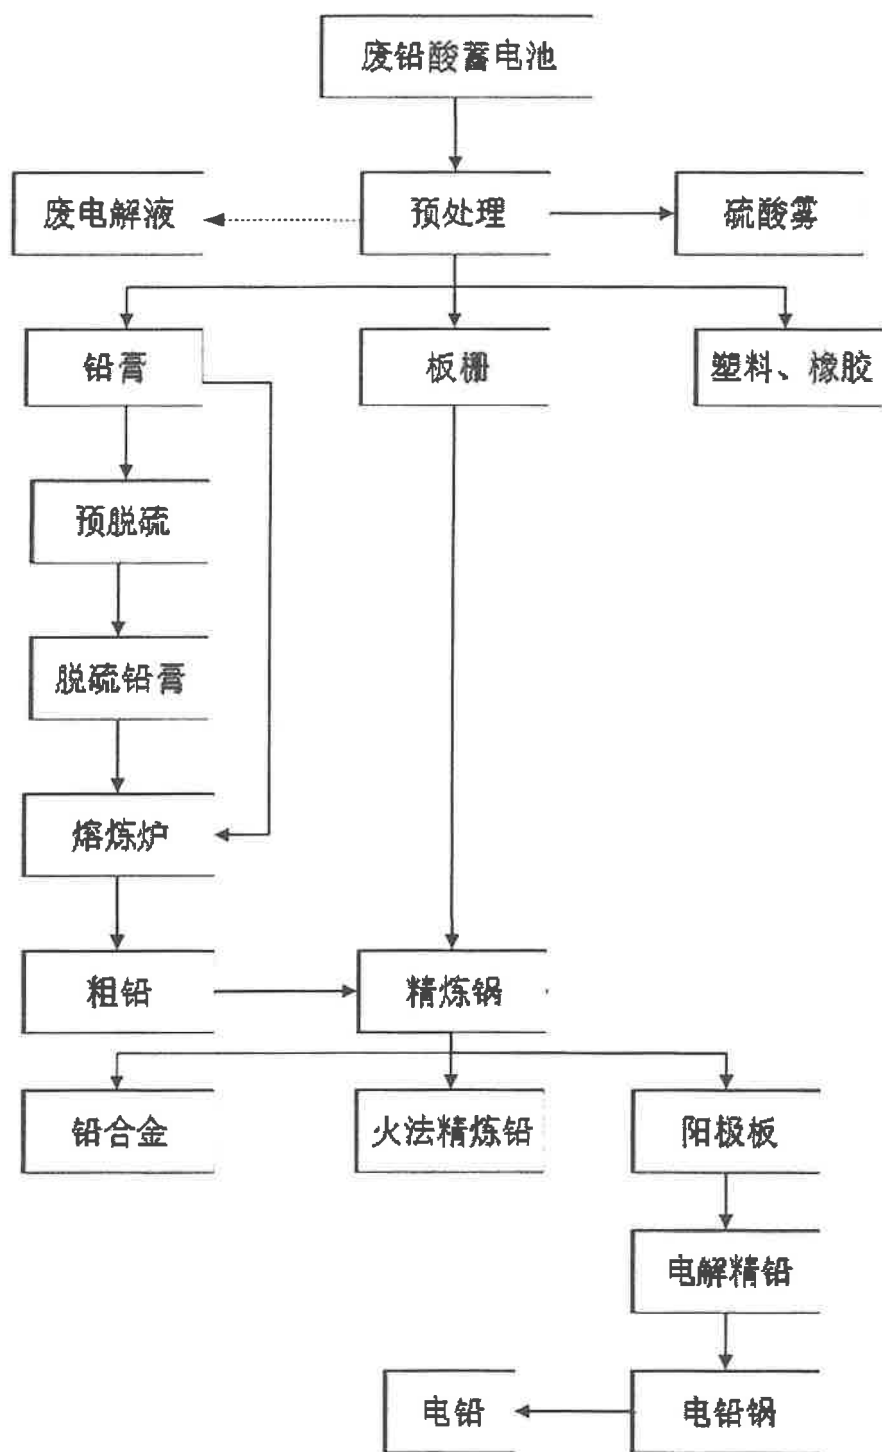 废铅酸蓄电池
废电解液
预处理
硫酸雾
铅膏
板栅
塑料、橡胶
预脱硫
脱硫铅膏
熔炼炉
粗铅
精炼锅
铅合金
火法精炼铅
阳极板
电解精铅
电铅
电铅锅